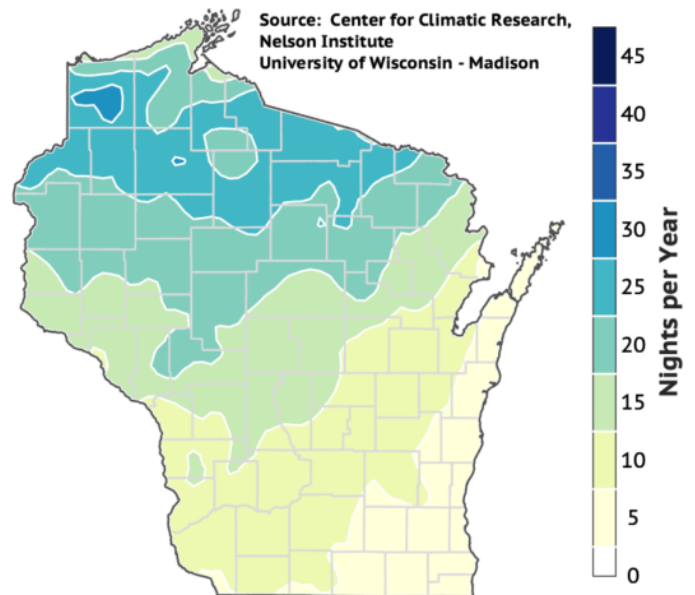 Source: Center for Climatic Research,
Nelson Institute
University of Wisconsin - Madison
45
40
35
30
25
20
15
10
5
0
Nights per Year